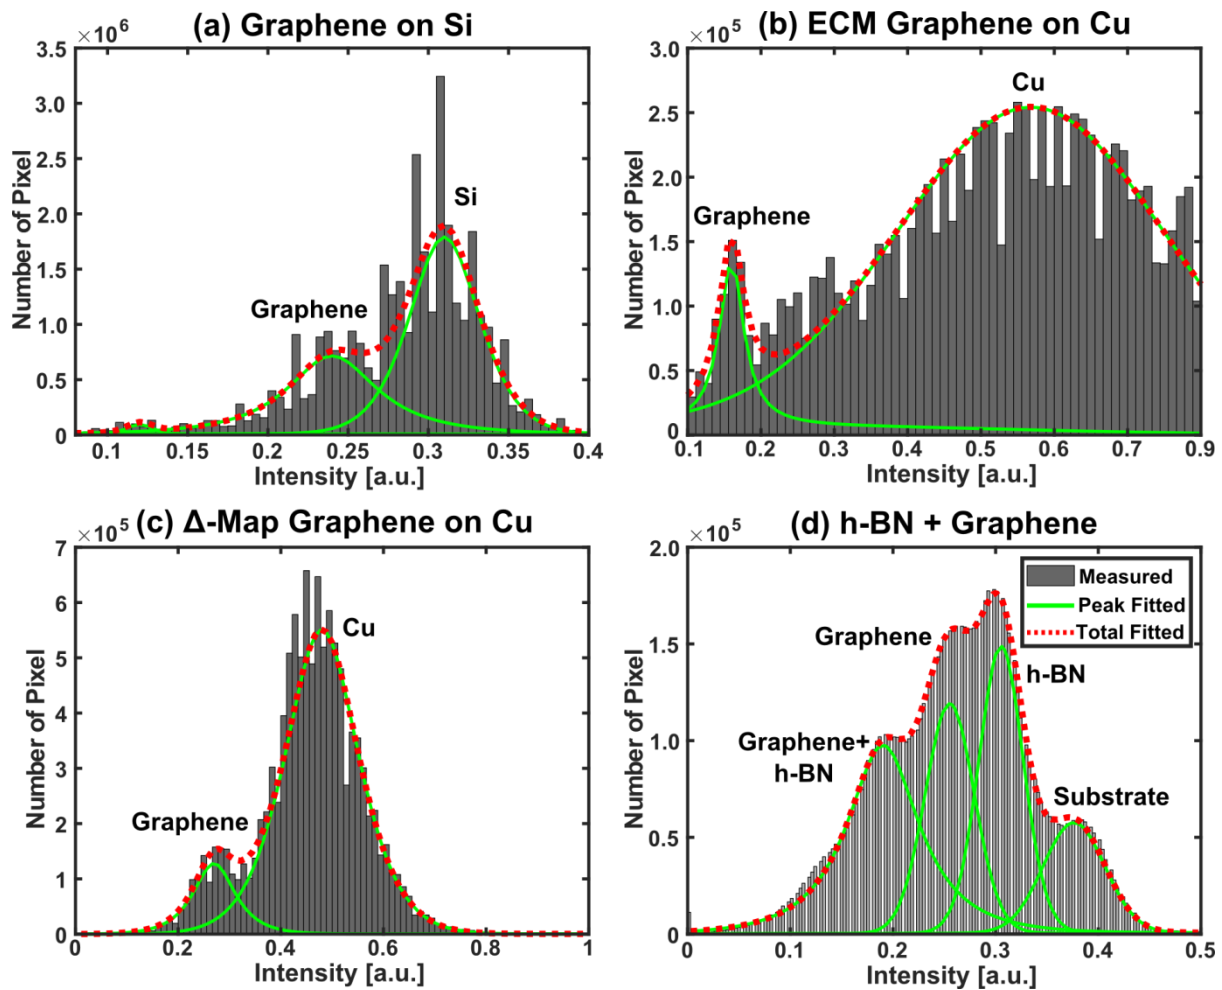 (a) Graphene on Si
×10^6
3.5
3.0
2.0
1.5
1.0
0.5
0
0.1
0.15
0.2
0.25
0.3
0.35
0.4
Number of Pixel
Intensity [a.u.]
Graphene
Si
(b) ECM Graphene on Cu
×10^5
3.0
2.5
2.0
1.5
1.0
0.5
0
0.1
0.2
0.3
0.4
0.5
0.6
0.7
0.9
Number of Pixel
Intensity [a.u.]
Graphene
Cu
(c) Δ-Map Graphene on Cu
×10^5
7
6
5
4
3
2
1
0
0
0.2
0.4
0.6
0.8
1
Number of Pixel
Intensity [a.u.]
Graphene
Cu
(d) h-BN + Graphene
×10^5
2.0
1.5
1.0
0.5
0
0
0.1
0.2
0.3
0.4
0.5
Number of Pixel
Intensity [a.u.]
Graphene+
h-BN
Graphene
h-BN
Substrate
Measured
Peak Fitted
Total Fitted